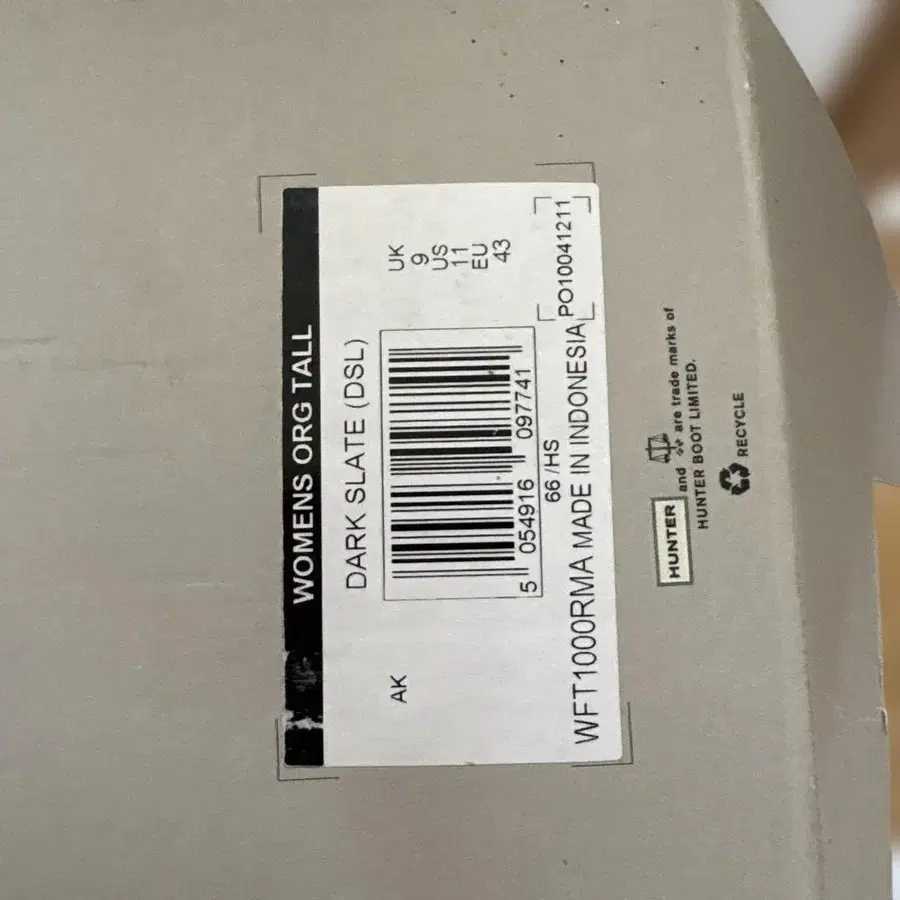 WOMENS ORG TALL
DARK SLATE (DSL)
AK
UK
9
US
11
EU
43
5 054916 097741
66/HS
WFT1000RMA MADE IN INDONESIA
PO10041211
HUNTER and are trade marks of
HUNTER BOOT LIMITED.
RECYCLE